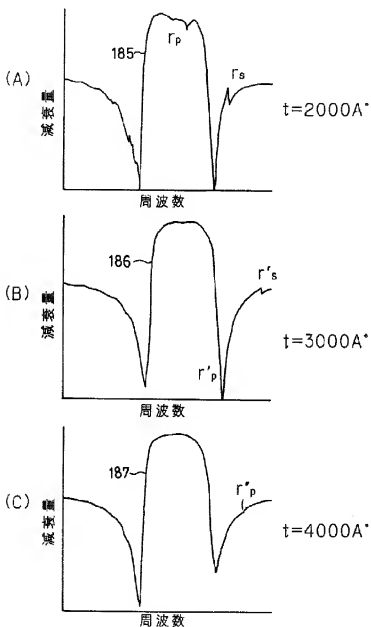 (A)
減衰量
185
rp
rs
t=2000A°
周波数
(B)
減衰量
186
r's
r'p
t=3000A°
周波数
(C)
減衰量
187
r"p
t=4000A°
周波数